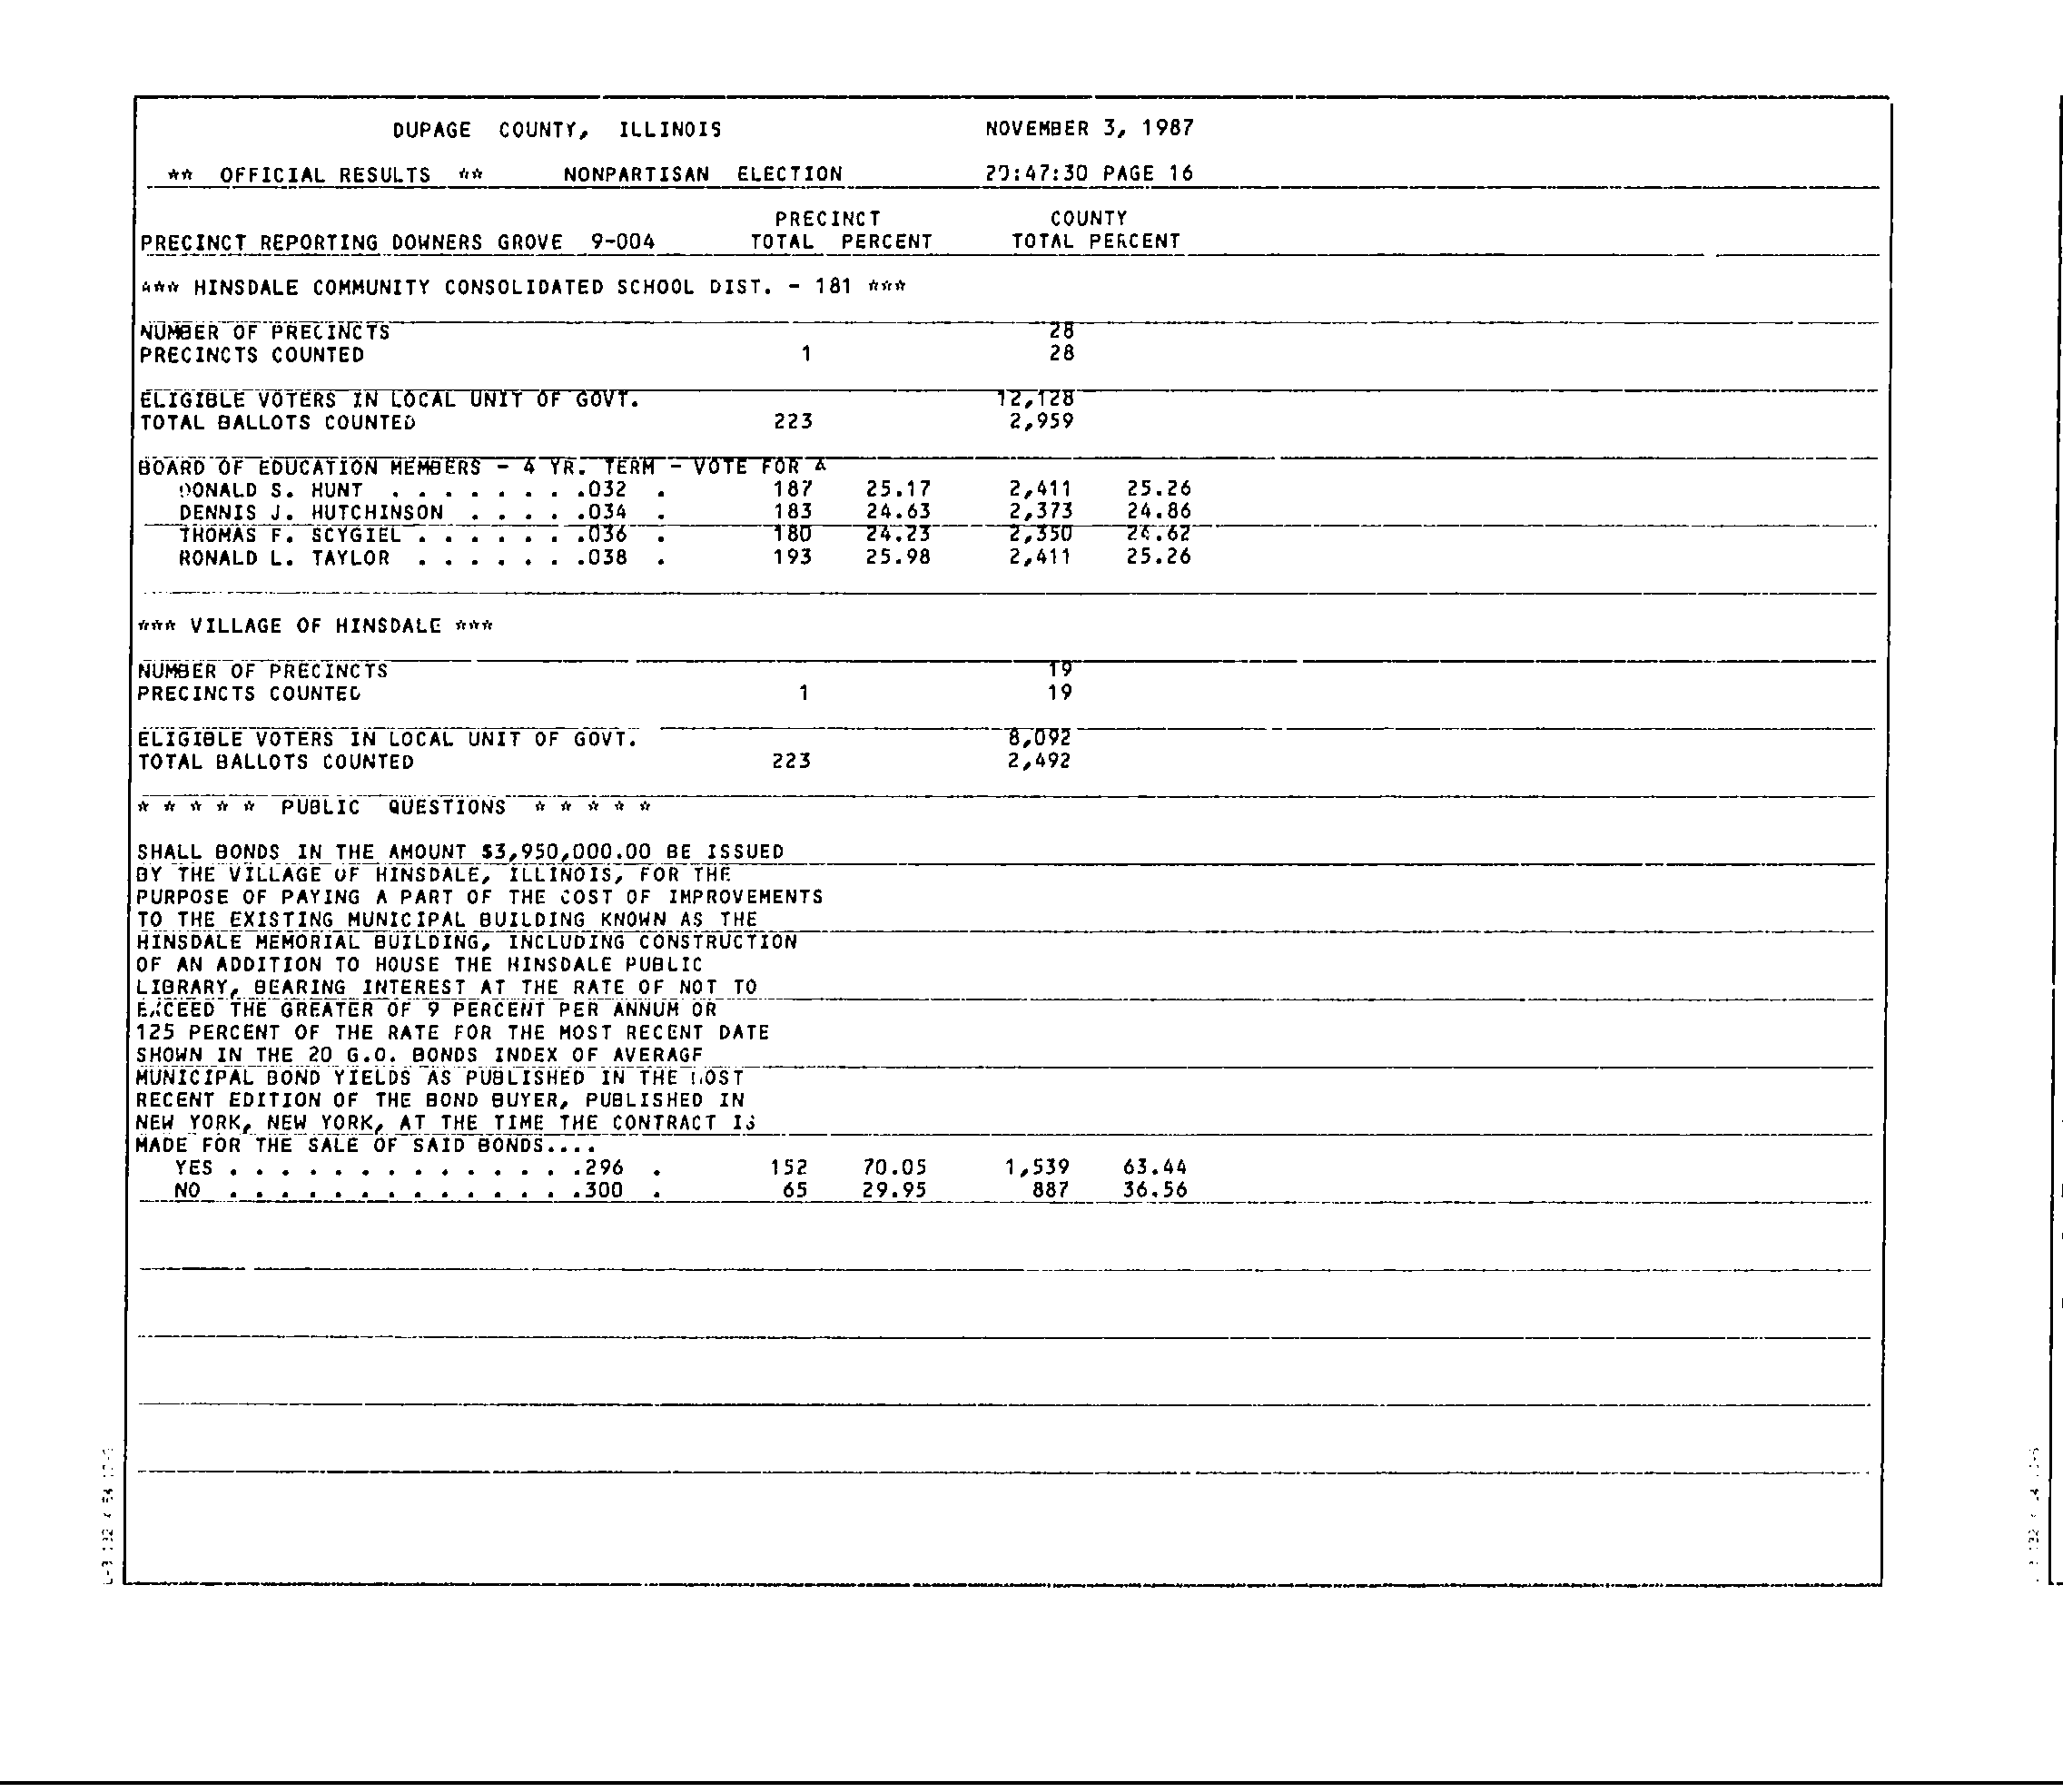 DUPAGE COUNTY, ILLINOIS NOVEMBER 3, 1987
** OFFICIAL RESULTS ** NONPARTISAN ELECTION 20:47:30 PAGE 16
PRECINCT COUNTY
PRECINCT REPORTING DOWNERS GROVE 9-004 TOTAL PERCENT TOTAL PERCENT
*** HINSDALE COMMUNITY CONSOLIDATED SCHOOL DIST. - 181 ***
NUMBER OF PRECINCTS 28
PRECINCTS COUNTED 1 28
ELIGIBLE VOTERS IN LOCAL UNIT OF GOVT. 12,128
TOTAL BALLOTS COUNTED 223 2,959
BOARD OF EDUCATION MEMBERS - 4 YR. TERM - VOTE FOR 4
DONALD S. HUNT . . . . . . . .032 . 187 25.17 2,411 25.26
DENNIS J. HUTCHINSON . . . . .034 . 183 24.63 2,373 24.86
THOMAS F. SCYGIEL . . . . . . .036 . 180 24.23 2,350 24.62
RONALD L. TAYLOR . . . . . . .038 . 193 25.98 2,411 25.26
*** VILLAGE OF HINSDALE ***
NUMBER OF PRECINCTS 19
PRECINCTS COUNTED 1 19
ELIGIBLE VOTERS IN LOCAL UNIT OF GOVT. 8,092
TOTAL BALLOTS COUNTED 223 2,492
* * * * * PUBLIC QUESTIONS * * * * *
SHALL BONDS IN THE AMOUNT $3,950,000.00 BE ISSUED
BY THE VILLAGE OF HINSDALE, ILLINOIS, FOR THE
PURPOSE OF PAYING A PART OF THE COST OF IMPROVEMENTS
TO THE EXISTING MUNICIPAL BUILDING KNOWN AS THE
HINSDALE MEMORIAL BUILDING, INCLUDING CONSTRUCTION
OF AN ADDITION TO HOUSE THE HINSDALE PUBLIC
LIBRARY, BEARING INTEREST AT THE RATE OF NOT TO
EXCEED THE GREATER OF 9 PERCENT PER ANNUM OR
125 PERCENT OF THE RATE FOR THE MOST RECENT DATE
SHOWN IN THE 20 G.O. BONDS INDEX OF AVERAGE
MUNICIPAL BOND YIELDS AS PUBLISHED IN THE MOST
RECENT EDITION OF THE BOND BUYER, PUBLISHED IN
NEW YORK, NEW YORK, AT THE TIME THE CONTRACT IS
MADE FOR THE SALE OF SAID BONDS....
YES . . . . . . . . . . . . . .296 . 152 70.05 1,539 63.44
NO . . . . . . . . . . . . . .300 . 65 29.95 887 36.56